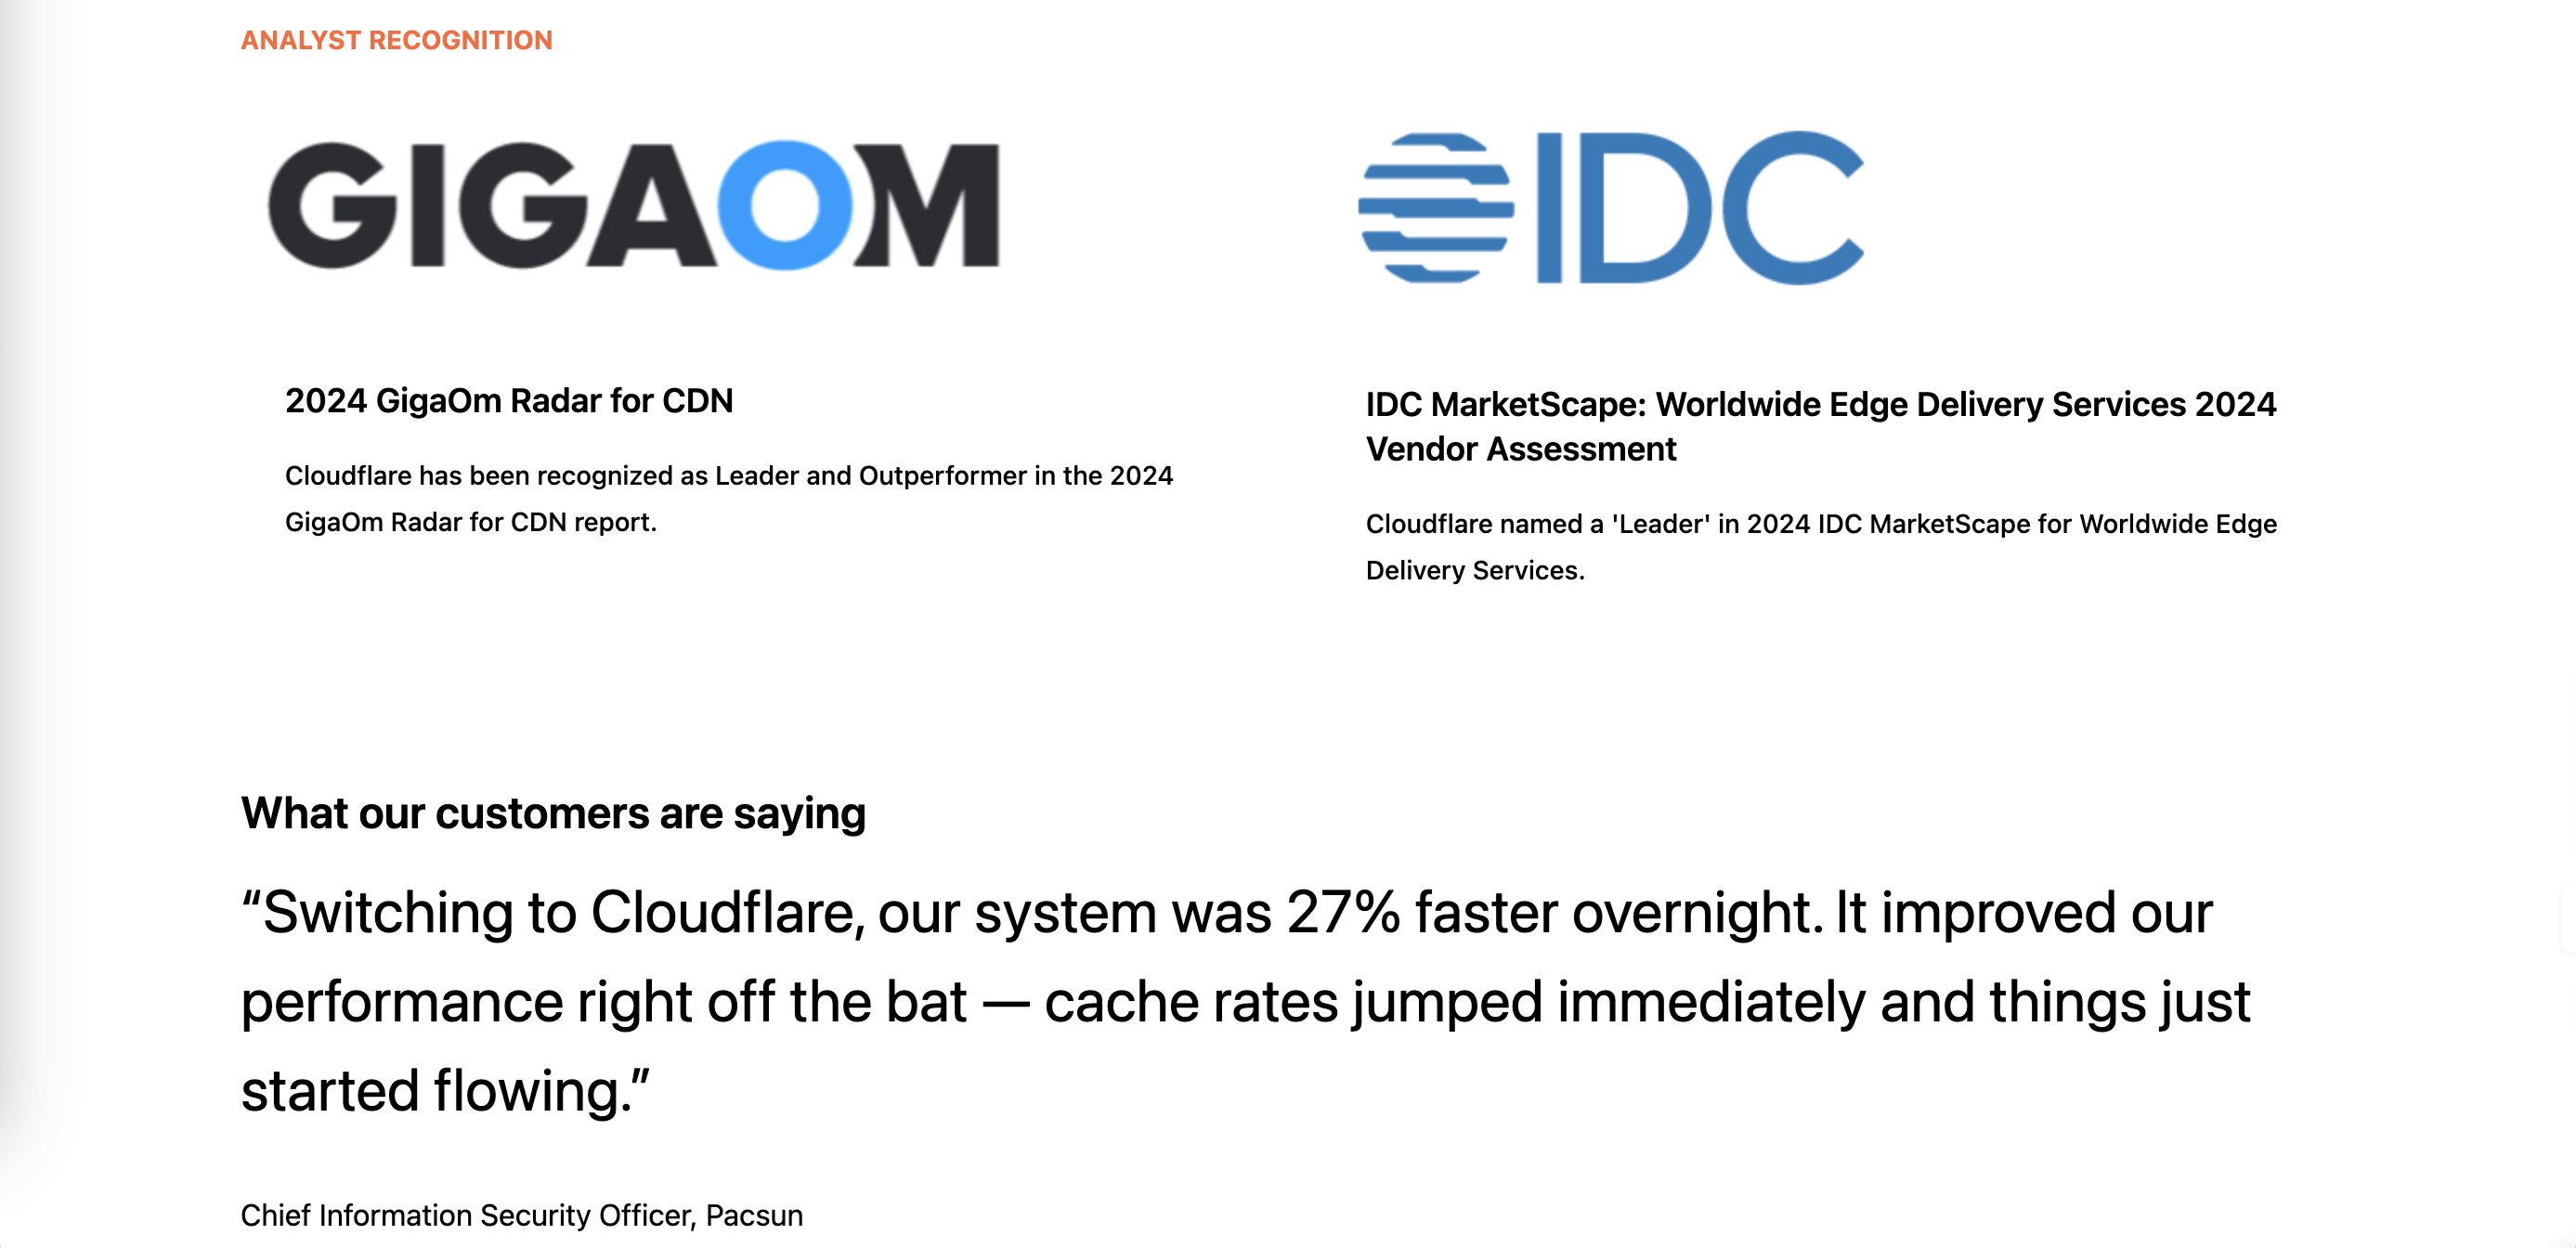 ANALYST RECOGNITION
GIGAOM
2024 GigaOm Radar for CDN
Cloudflare has been recognized as Leader and Outperformer in the 2024
GigaOm Radar for CDN report.
IDC
IDC MarketScape: Worldwide Edge Delivery Services 2024
Vendor Assessment
Cloudflare named a 'Leader' in 2024 IDC MarketScape for Worldwide Edge
Delivery Services.
What our customers are saying
“Switching to Cloudflare, our system was 27% faster overnight. It improved our
performance right off the bat — cache rates jumped immediately and things just
started flowing.”
Chief Information Security Officer, Pacsun